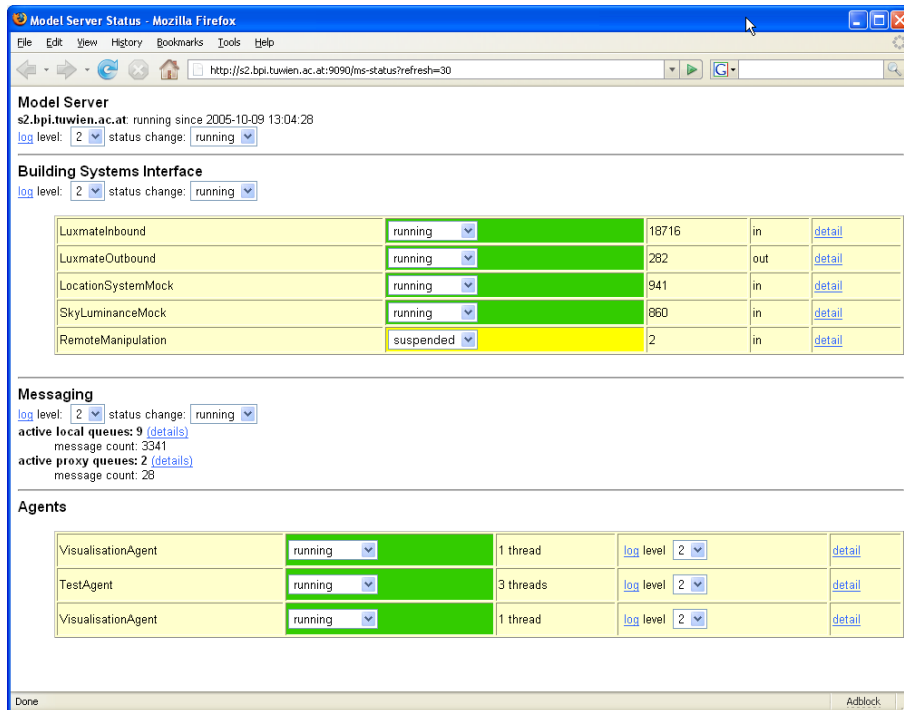 Model Server Status - Mozilla Firefox
File Edit View History Bookmarks Tools Help
http://s2.bpi.tuwien.ac.at:9090/ms-status?refresh=30 G
Model Server
s2.bpi.tuwien.ac.at: running since 2005-10-09 13:04:28
log level: 2 status change: running
Building Systems Interface
log level: 2 status change: running
LuxmateInbound running 18716 in detail
LuxmateOutbound running 282 out detail
LocationSystemMock running 941 in detail
SkyLuminanceMock running 860 in detail
RemoteManipulation suspended 2 in detail
Messaging
log level: 2 status change: running
active local queues: 9 (details)
message count: 3341
active proxy queues: 2 (details)
message count: 28
Agents
VisualisationAgent running 1 thread log level 2 detail
TestAgent running 3 threads log level 2 detail
VisualisationAgent running 1 thread log level 2 detail
Done Adblock